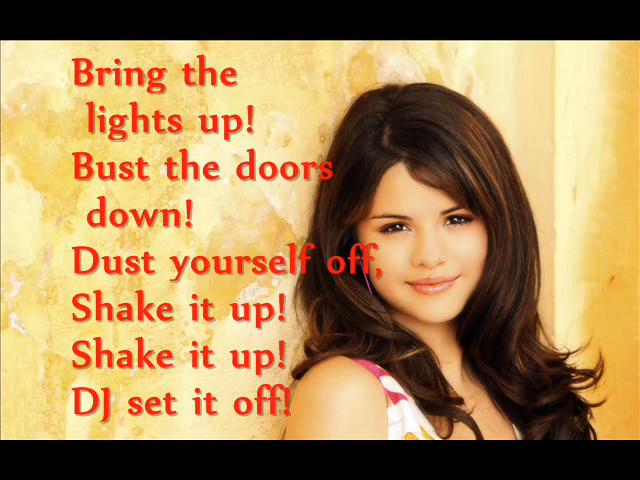 Bring the
lights up!
Bust the doors
down!
Dust yourself off,
Shake it up!
Shake it up!
DJ set it off!